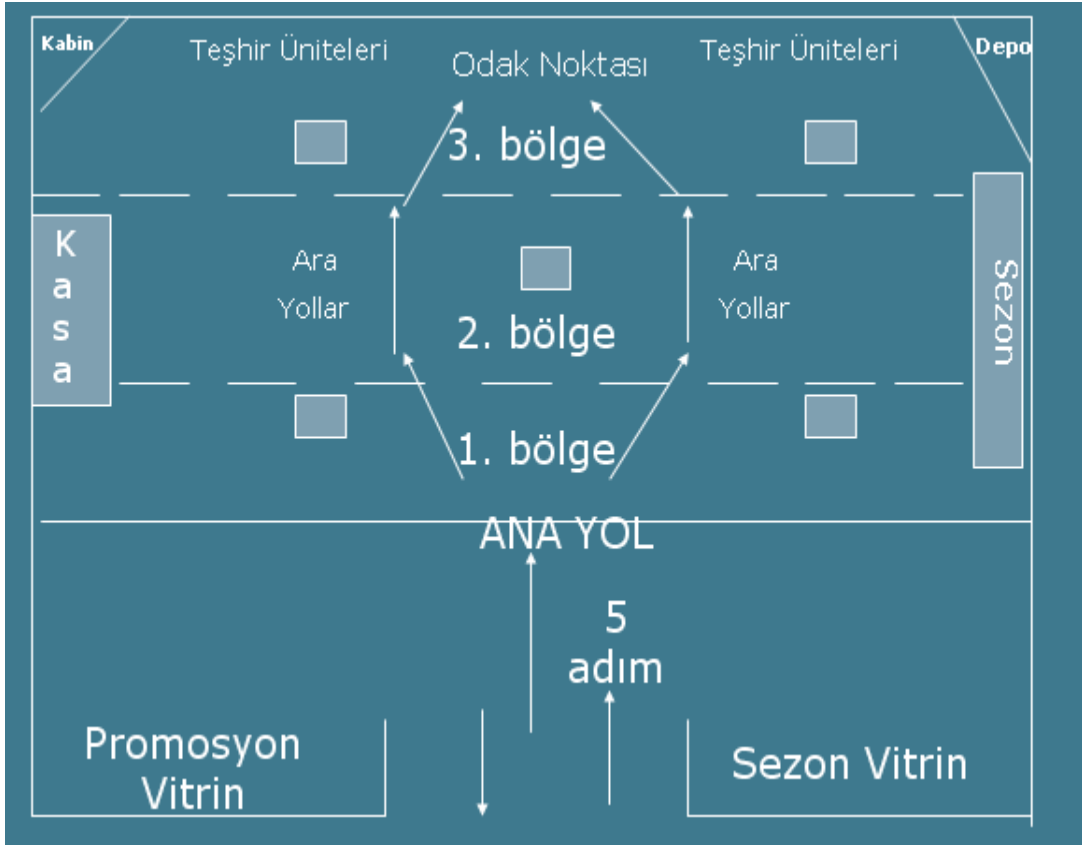 Kabin
Teşhir Üniteleri
Odak Noktası
Teşhir Üniteleri
Depo
3. bölge
Kasa
Ara
Yollar
2. bölge
Ara
Yollar
Sezon
1. bölge
ANA YOL
5
adım
Promosyon
Vitrin
Sezon Vitrin